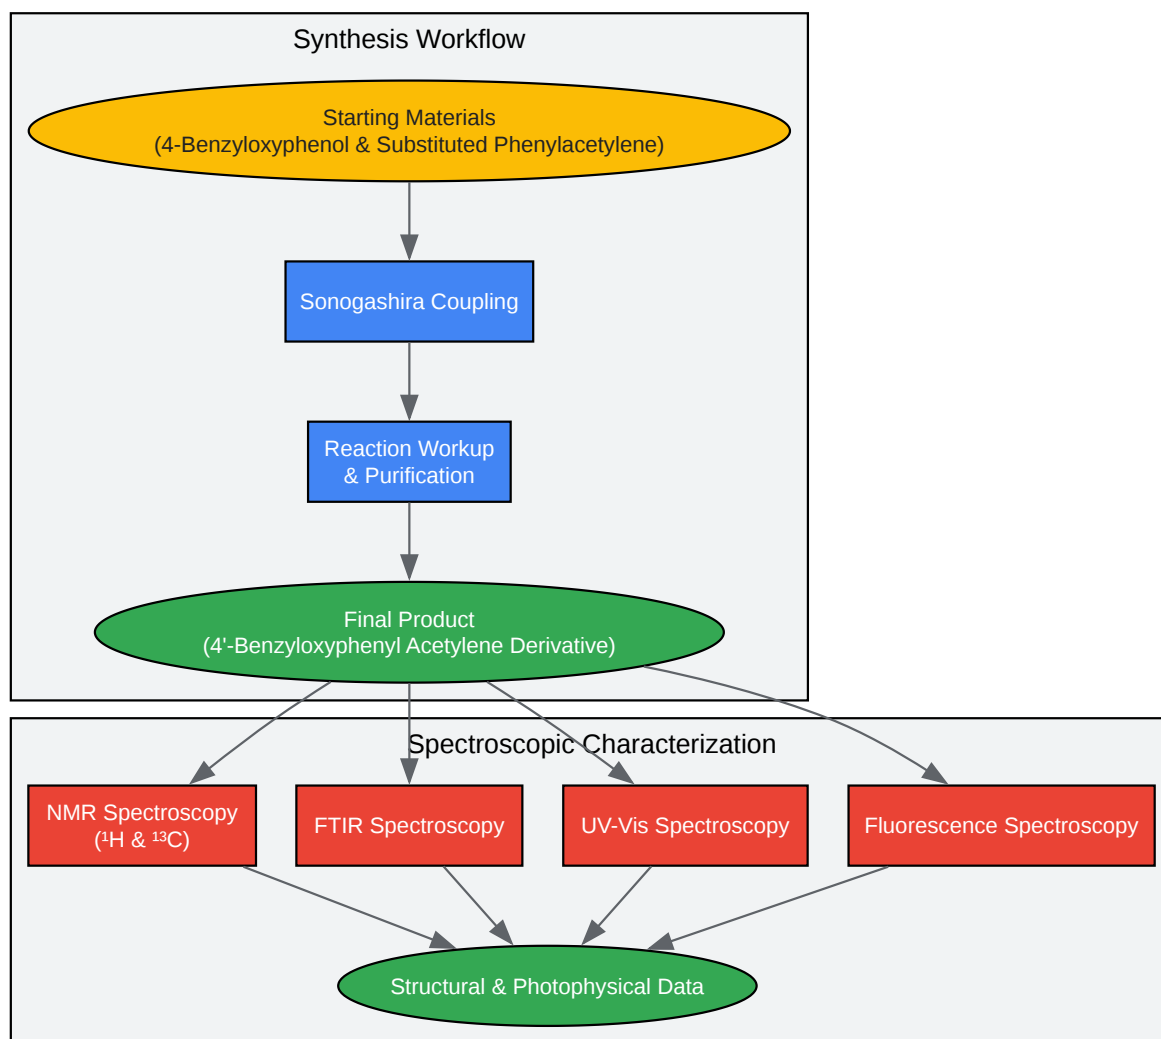 Synthesis Workflow
Starting Materials
(4-Benzyloxyphenol & Substituted Phenylacetylene)
Sonogashira Coupling
Reaction Workup
& Purification
Final Product
(4'-Benzyloxyphenyl Acetylene Derivative)
Spectroscopic Characterization
NMR Spectroscopy
(¹H & ¹³C)
FTIR Spectroscopy
UV-Vis Spectroscopy
Fluorescence Spectroscopy
Structural & Photophysical Data